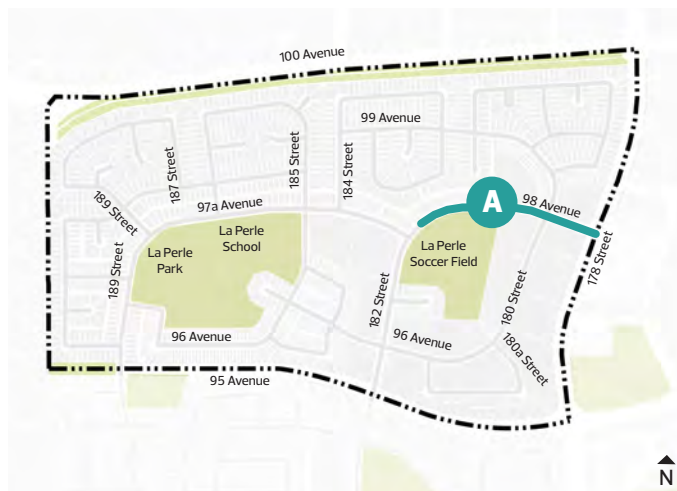 100 Avenue
99 Avenue
187 Street
185 Street
184 Street
189 Street
97a Avenue
A
98 Avenue
La Perle
School
La Perle
Park
La Perle
Soccer Field
189 Street
178 Street
182 Street
180 Street
96 Avenue
96 Avenue
180a Street
95 Avenue
N